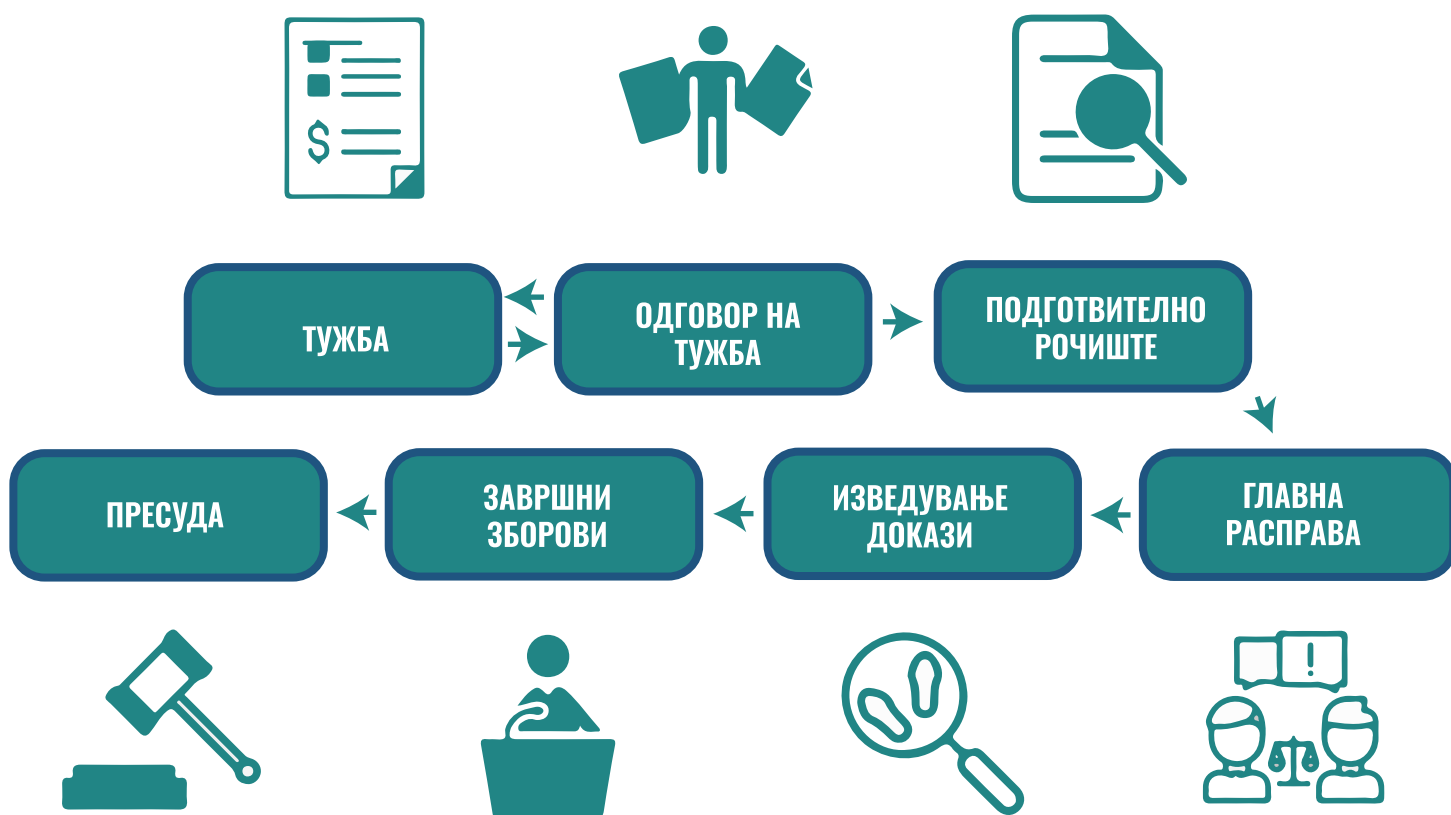 $
ТУЖБА
ОДГОВОР НА
ТУЖБА
ПОДГОТВИТЕЛНО
РОЧИШТЕ
ГЛАВНА
РАСПРАВА
ИЗВЕДУВАЊЕ
ДОКАЗИ
ЗАВРШНИ
ЗБОРОВИ
ПРЕСУДА
!